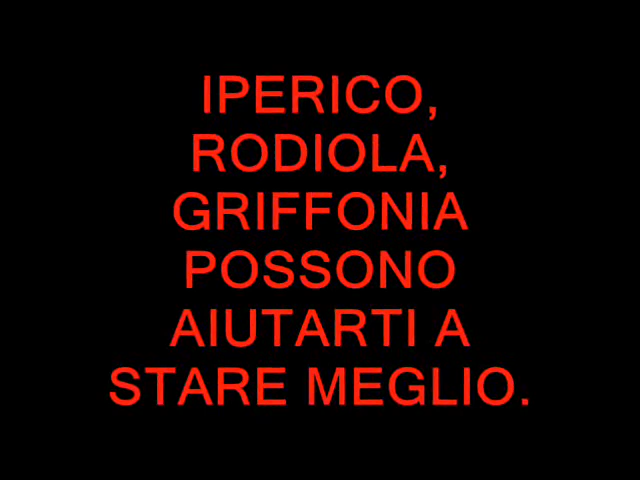 IPERICO,
RODIOLA,
GRIFFONIA
POSSONO
AIUTARTI A
STARE MEGLIO.